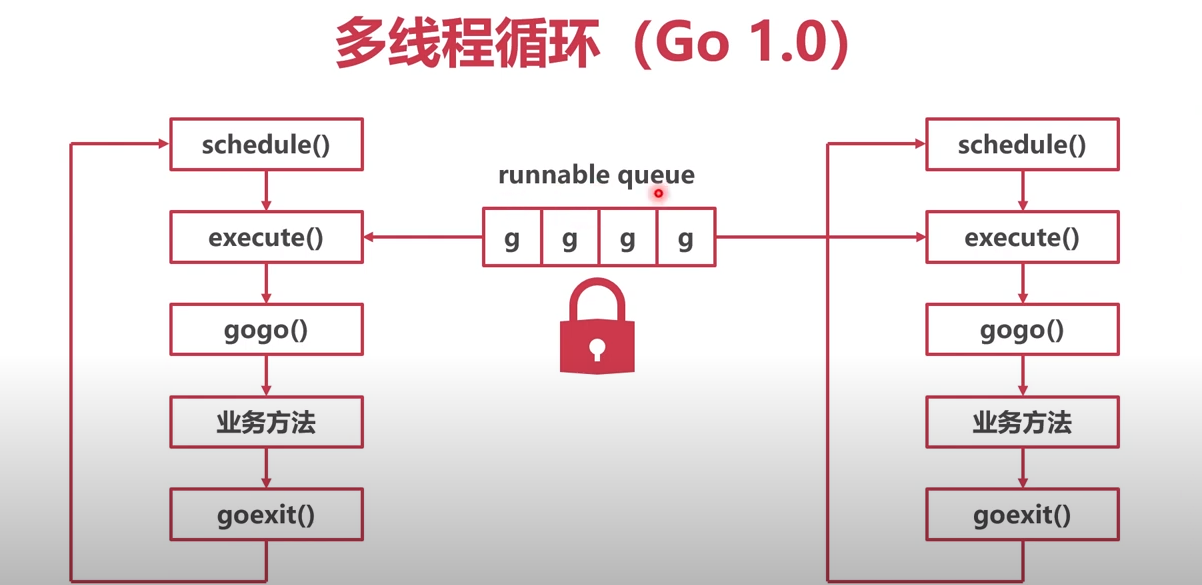 多线程循环（Go 1.0）
schedule()
execute()
gogo()
业务方法
goexit()
runnable queue
g g g g
schedule()
execute()
gogo()
业务方法
goexit()